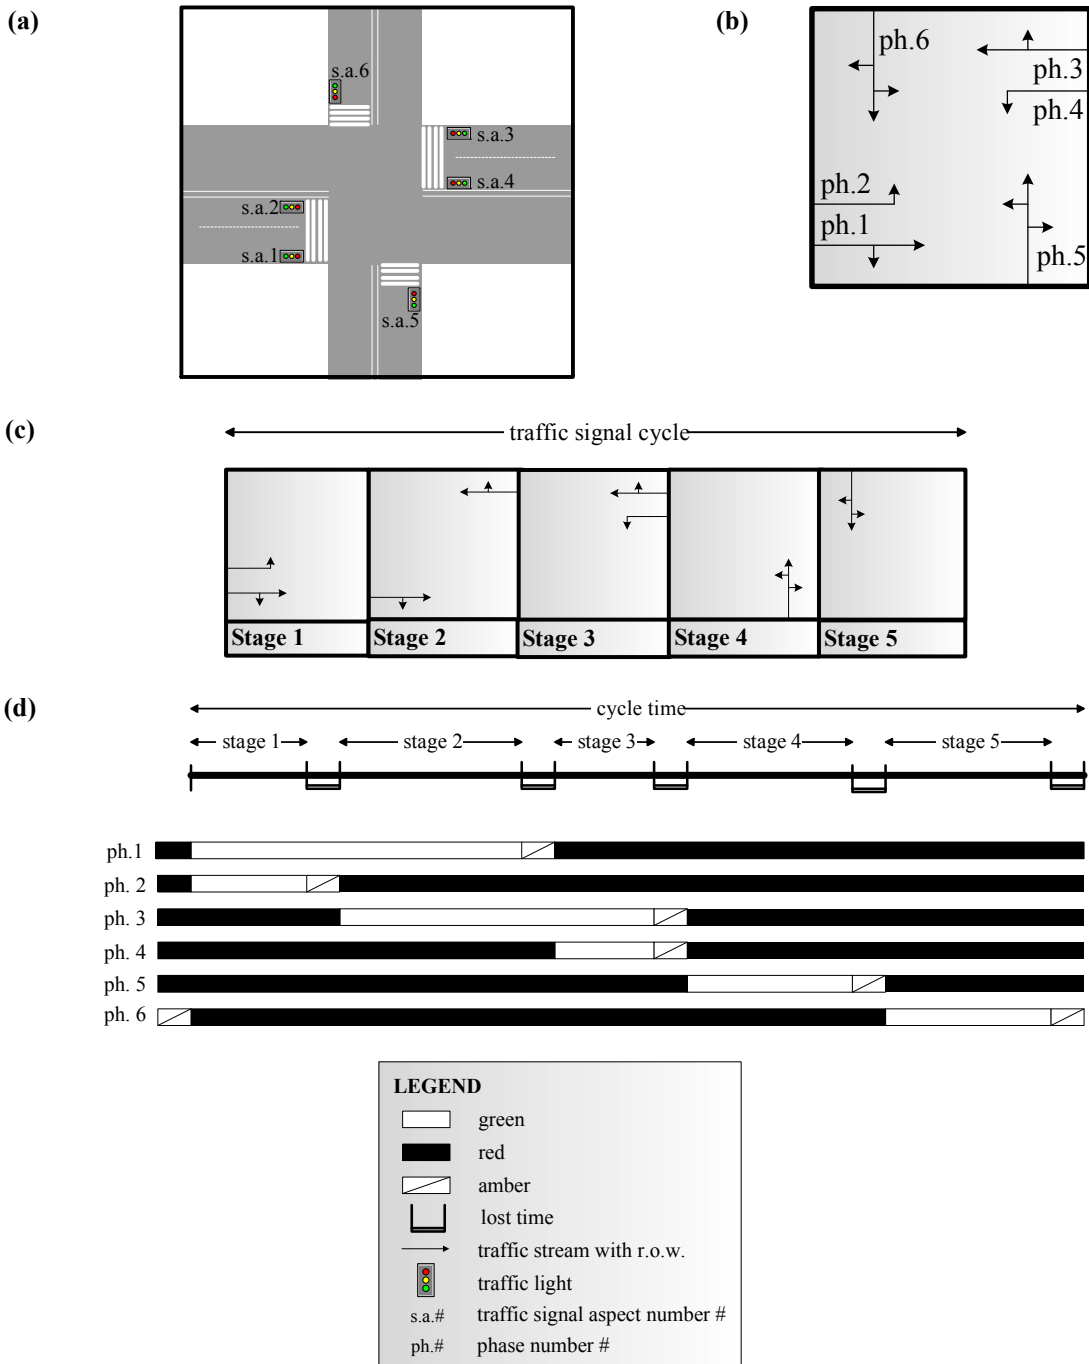 (a)
s.a.6
s.a.3
s.a.4
s.a.2
s.a.1
s.a.5
(b)
ph.6
ph.3
ph.4
ph.2
ph.1
ph.5
(c)
traffic signal cycle
Stage 1 Stage 2 Stage 3 Stage 4 Stage 5
(d)
cycle time
stage 1 stage 2 stage 3 stage 4 stage 5
ph.1
ph. 2
ph. 3
ph. 4
ph. 5
ph. 6
LEGEND
green
red
amber
lost time
traffic stream with r.o.w.
traffic light
s.a.# traffic signal aspect number #
ph.# phase number #